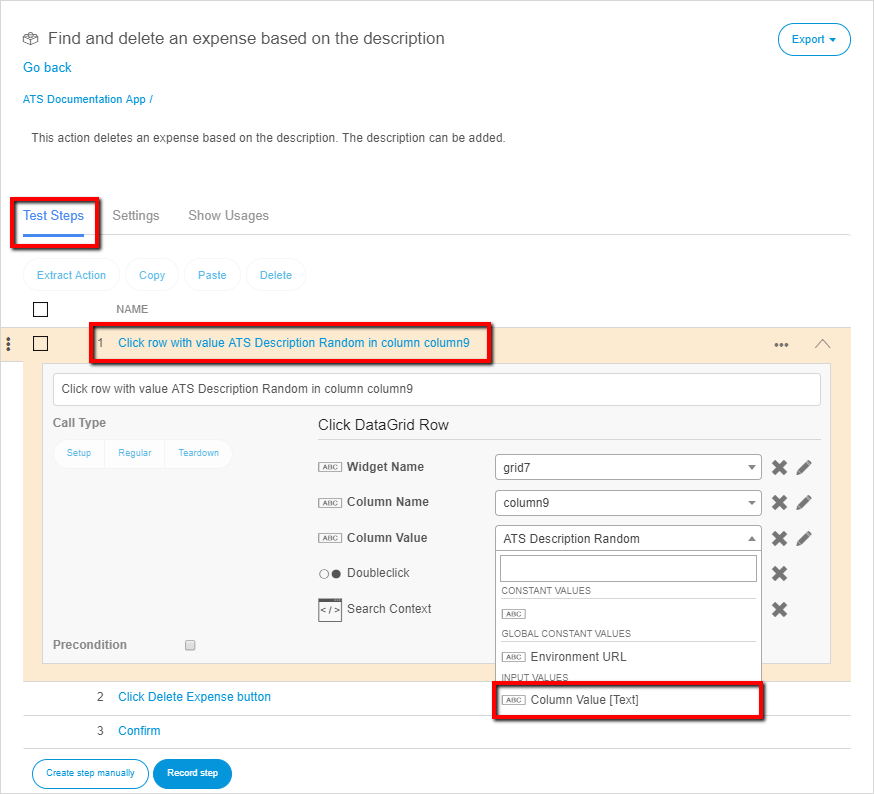 Find and delete an expense based on the description
Export
Go back
ATS Documentation App /
This action deletes an expense based on the description. The description can be added.
Test Steps Settings Show Usages
Extract Action Copy Paste Delete
NAME
1 Click row with value ATS Description Random in column column9
Click row with value ATS Description Random in column column9
Call Type
Click DataGrid Row
Setup Regular Teardown
ABC Widget Name grid7
ABC Column Name column9
ABC Column Value ATS Description Random
Doubleclick
CONSTANT VALUES
</> Search Context
ABC
GLOBAL CONSTANT VALUES
Precondition
ABC Environment URL
INPUT VALUES
2 Click Delete Expense button
ABC Column Value [Text]
3 Confirm
Create step manually Record step